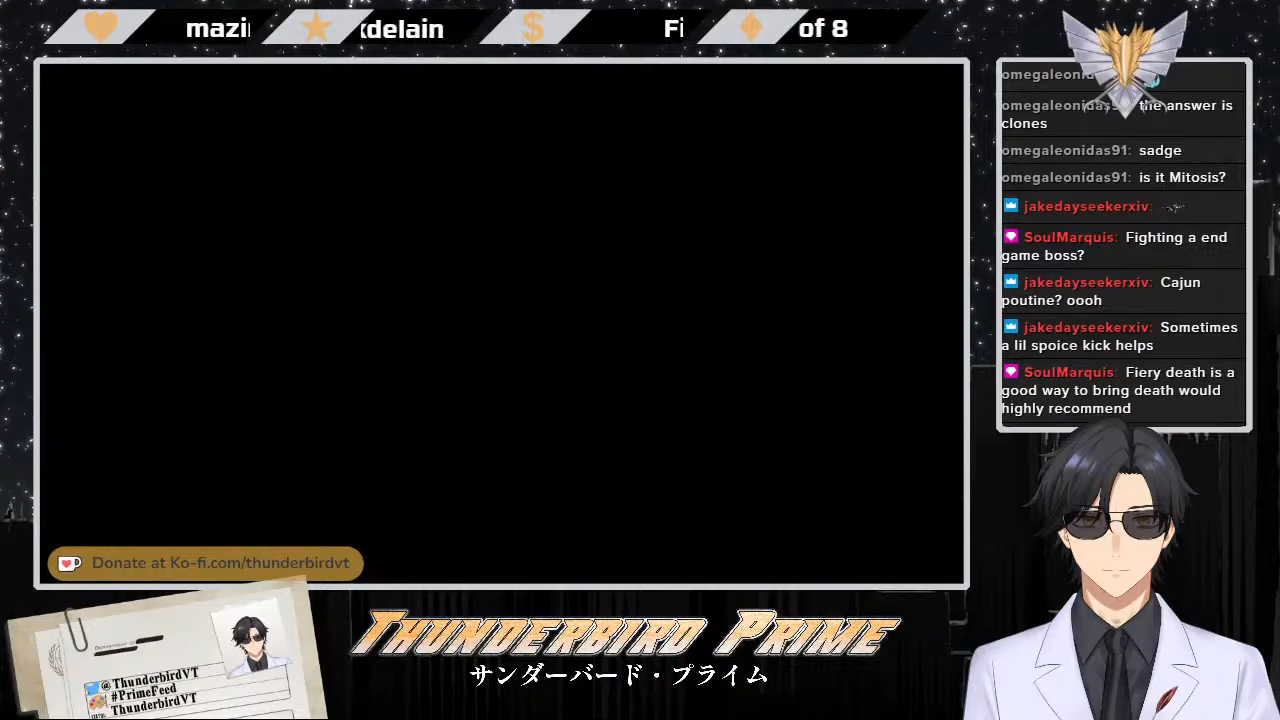 mazi
kdelain
$
Fi
of 8
omegaleonid
omegaleonidas9 the answer is
clones
omegaleonidas91: sadge
omegaleonidas91: is it Mitosis?
jakedayseekerxiv:
SoulMarquis: Fighting a end
game boss?
jakedayseekerxiv: Cajun
poutine? oooh
jakedayseekerxiv: Sometimes
a lil spoice kick helps
SoulMarquis: Fiery death is a
good way to bring death would
highly recommend
Donate at Ko-fi.com/thunderbirdvt
@ThunderbirdVT
#PrimeFeed
ThunderbirdVT
THUNDERBIRD PRIME
サンダーバード・プライム